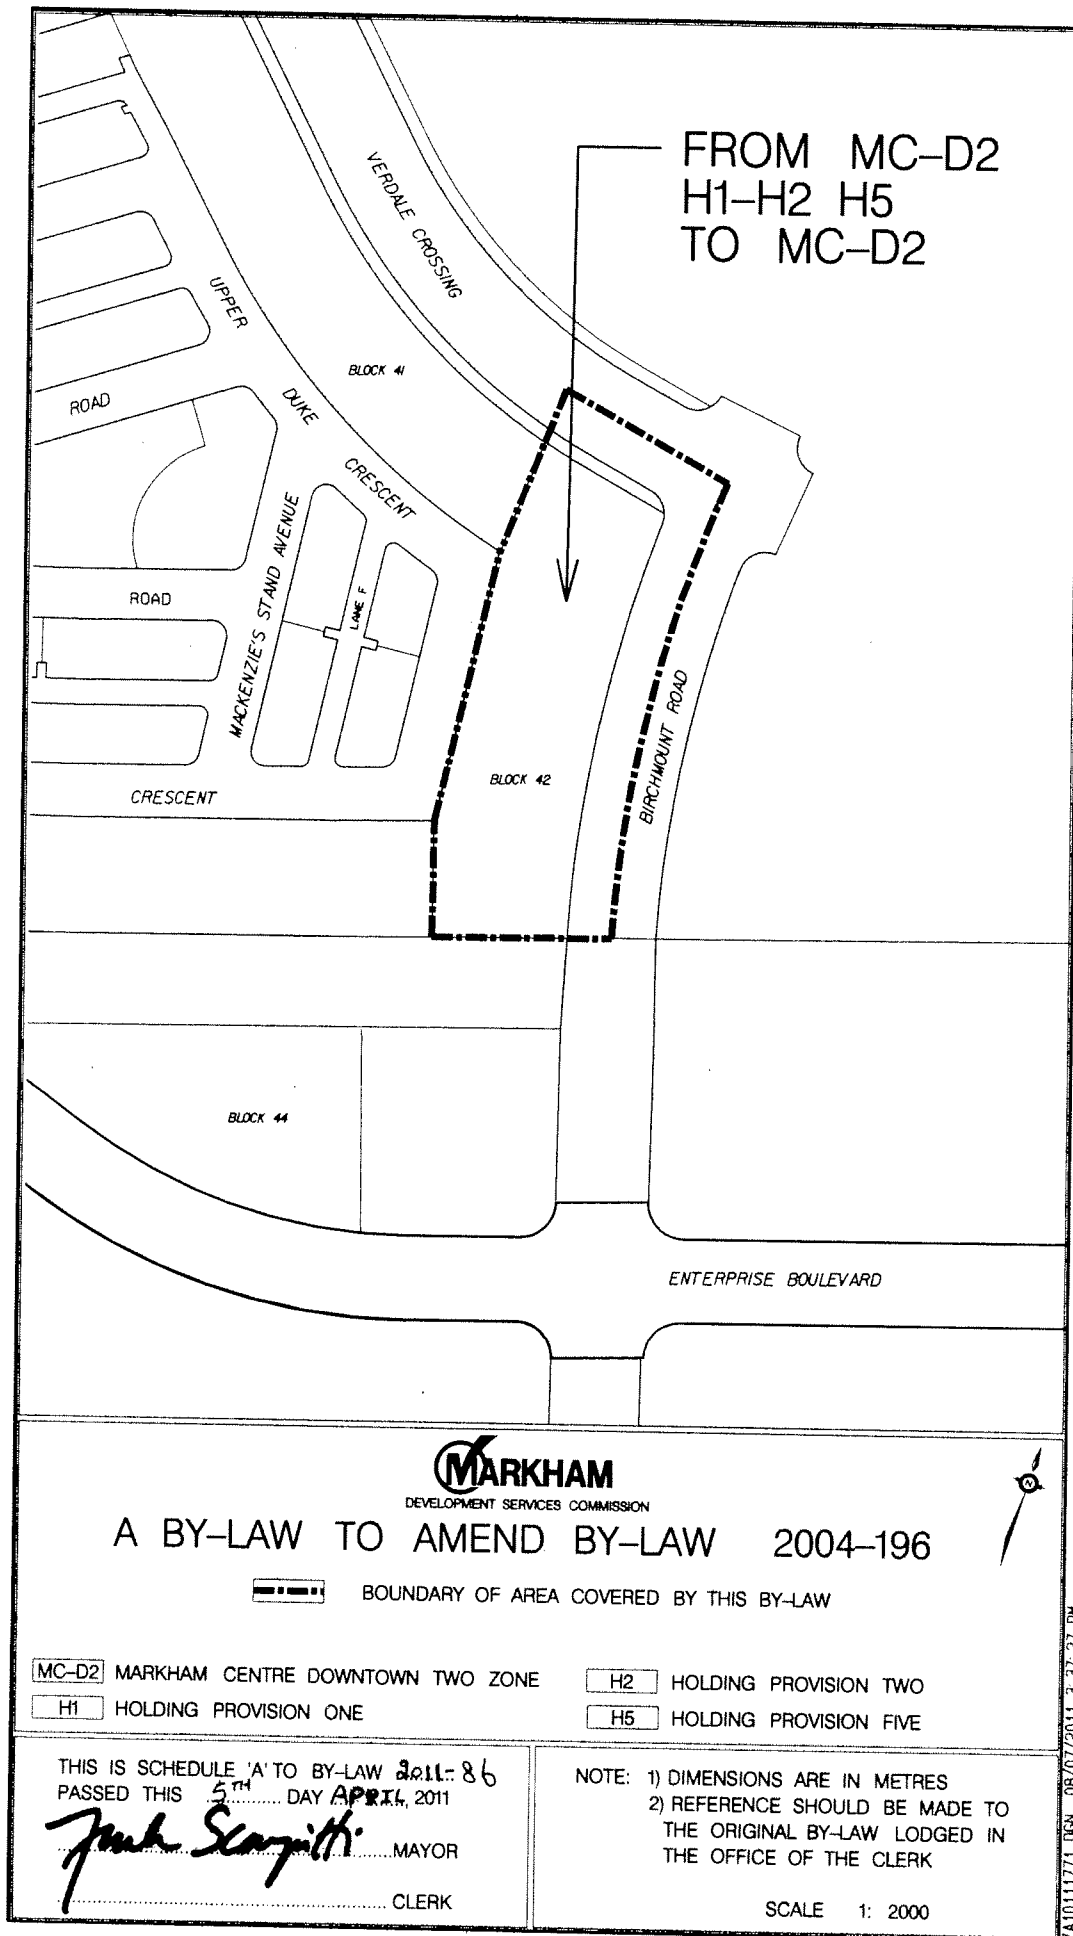 FROM MC-D2
H1-H2 H5
TO MC-D2
VERDALE CROSSING
UPPER
DUKE
CRESCENT
BLOCK 41
ROAD
MACKENZIE'S STAND AVENUE
LANE F
ROAD
BLOCK 42
BIRCHMOUNT ROAD
CRESCENT
BLOCK 44
ENTERPRISE BOULEVARD
MARKHAM
DEVELOPMENT SERVICES COMMISSION
N
A BY-LAW TO AMEND BY-LAW 2004-196
BOUNDARY OF AREA COVERED BY THIS BY-LAW
MC-D2 MARKHAM CENTRE DOWNTOWN TWO ZONE
H1 HOLDING PROVISION ONE
H2 HOLDING PROVISION TWO
H5 HOLDING PROVISION FIVE
THIS IS SCHEDULE 'A' TO BY-LAW 2011-86
PASSED THIS 5TH DAY APRIL, 2011
Frank Scarpitti MAYOR
CLERK
NOTE: 1) DIMENSIONS ARE IN METRES
2) REFERENCE SHOULD BE MADE TO
THE ORIGINAL BY-LAW LODGED IN
THE OFFICE OF THE CLERK
SCALE 1: 2000